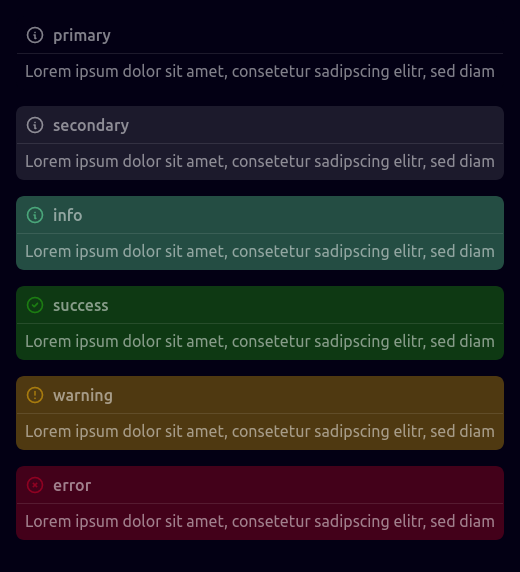 primary
Lorem ipsum dolor sit amet, consetetur sadipscing elitr, sed diam
secondary
Lorem ipsum dolor sit amet, consetetur sadipscing elitr, sed diam
info
Lorem ipsum dolor sit amet, consetetur sadipscing elitr, sed diam
success
Lorem ipsum dolor sit amet, consetetur sadipscing elitr, sed diam
warning
Lorem ipsum dolor sit amet, consetetur sadipscing elitr, sed diam
error
Lorem ipsum dolor sit amet, consetetur sadipscing elitr, sed diam